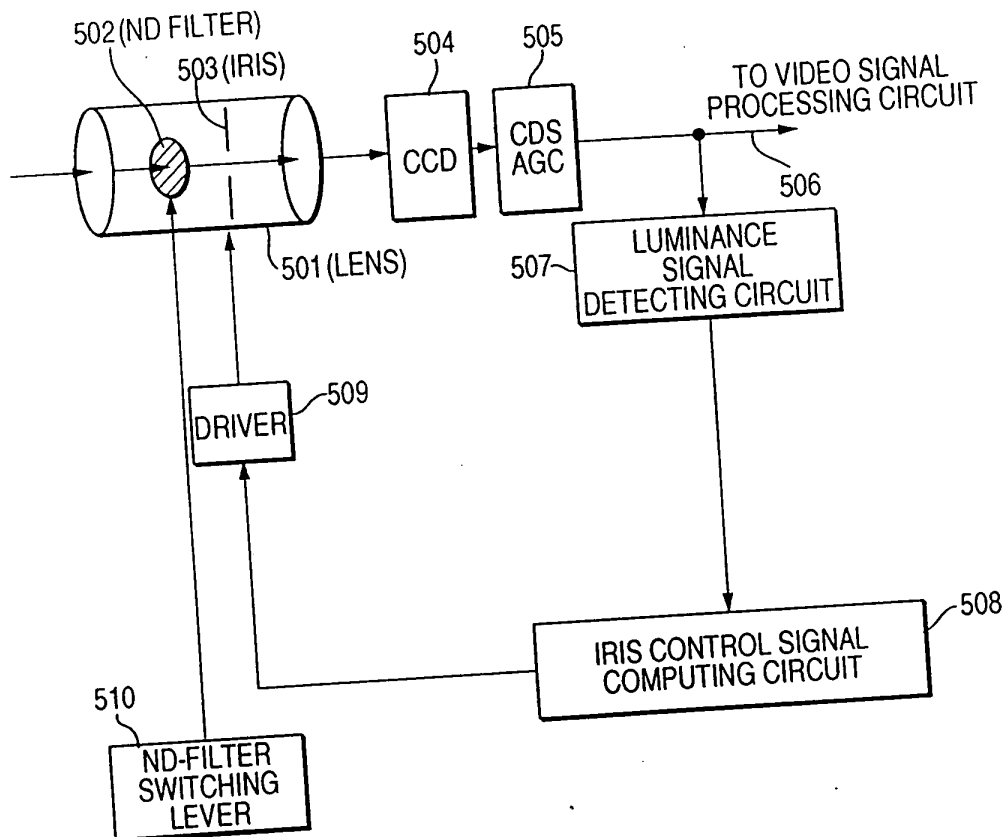 502 (ND FILTER)
503 (IRIS)
504
505
TO VIDEO SIGNAL
PROCESSING CIRCUIT
CCD
CDS
AGC
506
501 (LENS)
507
LUMINANCE
SIGNAL
DETECTING CIRCUIT
DRIVER
509
508
IRIS CONTROL SIGNAL
COMPUTING CIRCUIT
510
ND-FILTER
SWITCHING
LEVER